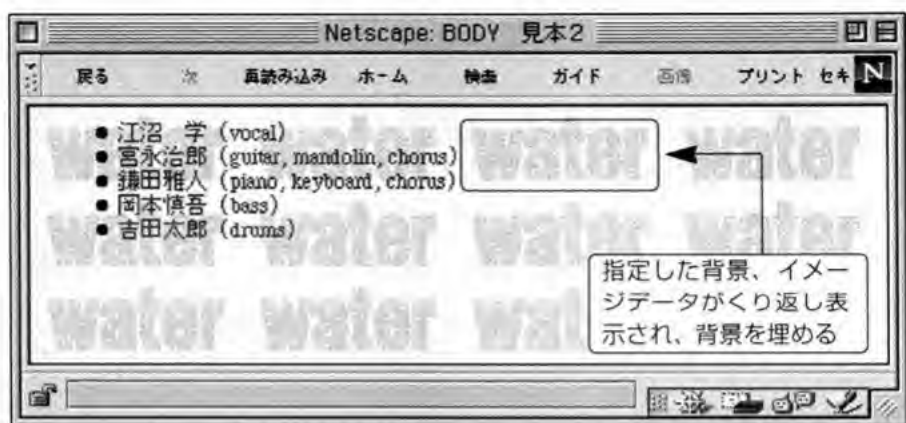 Netscape: BODY　見本2
戻る　次　再読み込み　ホーム　検索　ガイド　画像　プリント　セキ　N
water water water water
● 江沼　学 (vocal)
● 宮永治郎 (guitar, mandolin, chorus)
● 鎌田雅人 (piano, keyboard, chorus)
● 岡本慎吾 (bass)
● 吉田太郎 (drums)
water water water water
指定した背景、イメー
ジデータがくり返し表
示され、背景を埋める
water water